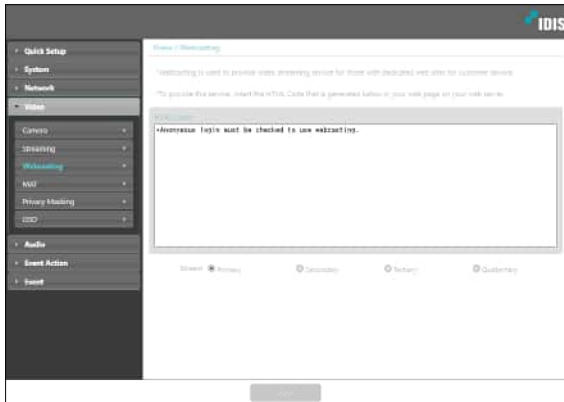 IDIS
Quick Setup
System
Network
Video
Camera
Streaming
Webcasting
MAT
Privacy Masking
OSD
Audio
Event Action
Event
Home / Webcasting
*Webcasting is used to provide video streaming service for those with dedicated web sites for customer service.
*To provide this service, insert the HTML Code that is generated below in your web page on your web server.
*Anonymous login must be checked to use webcasting.
Stream Primary Secondary Tertiary Quaternary